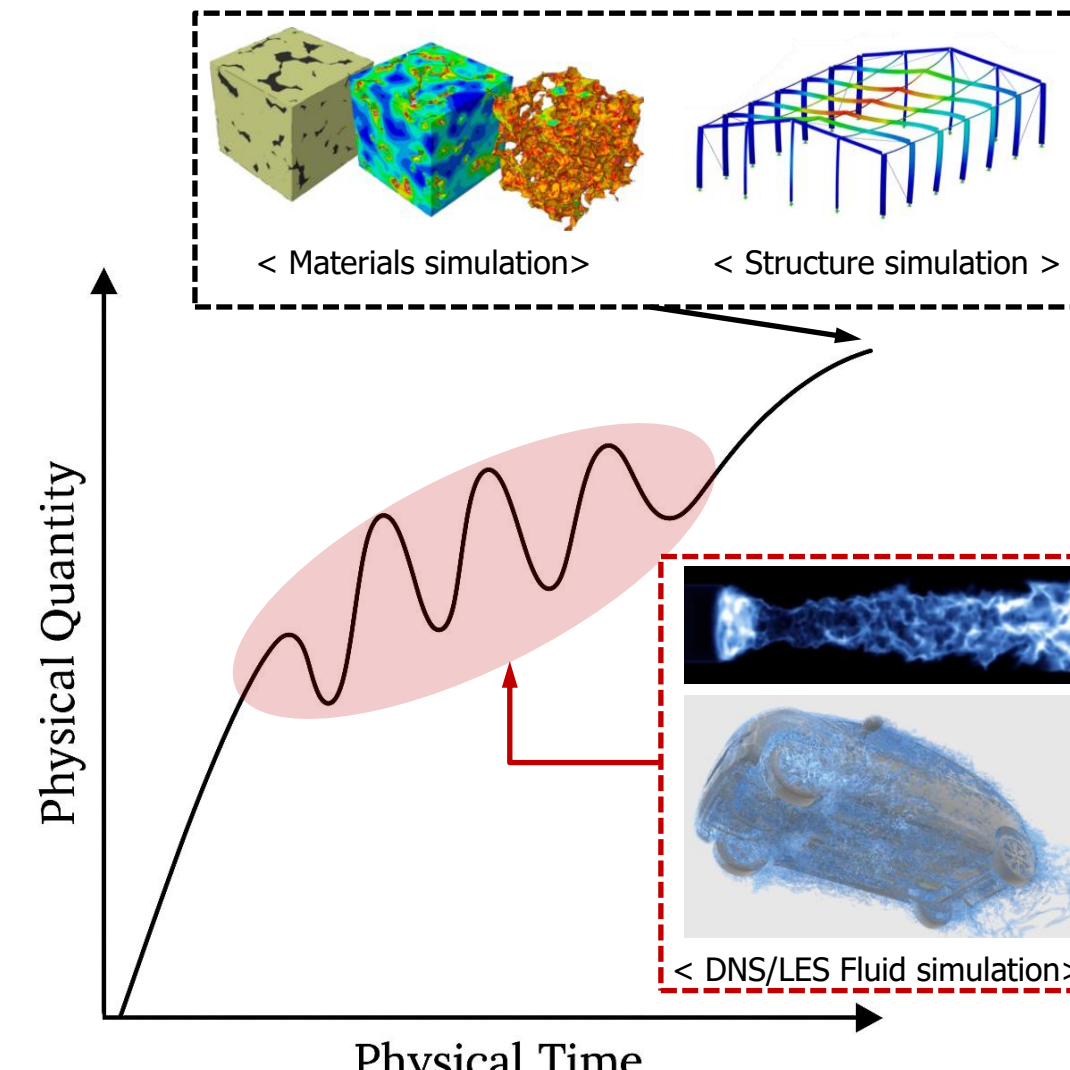 < Materials simulation>
< Structure simulation >
Physical Quantity
< DNS/LES Fluid simulation>
Physical Time